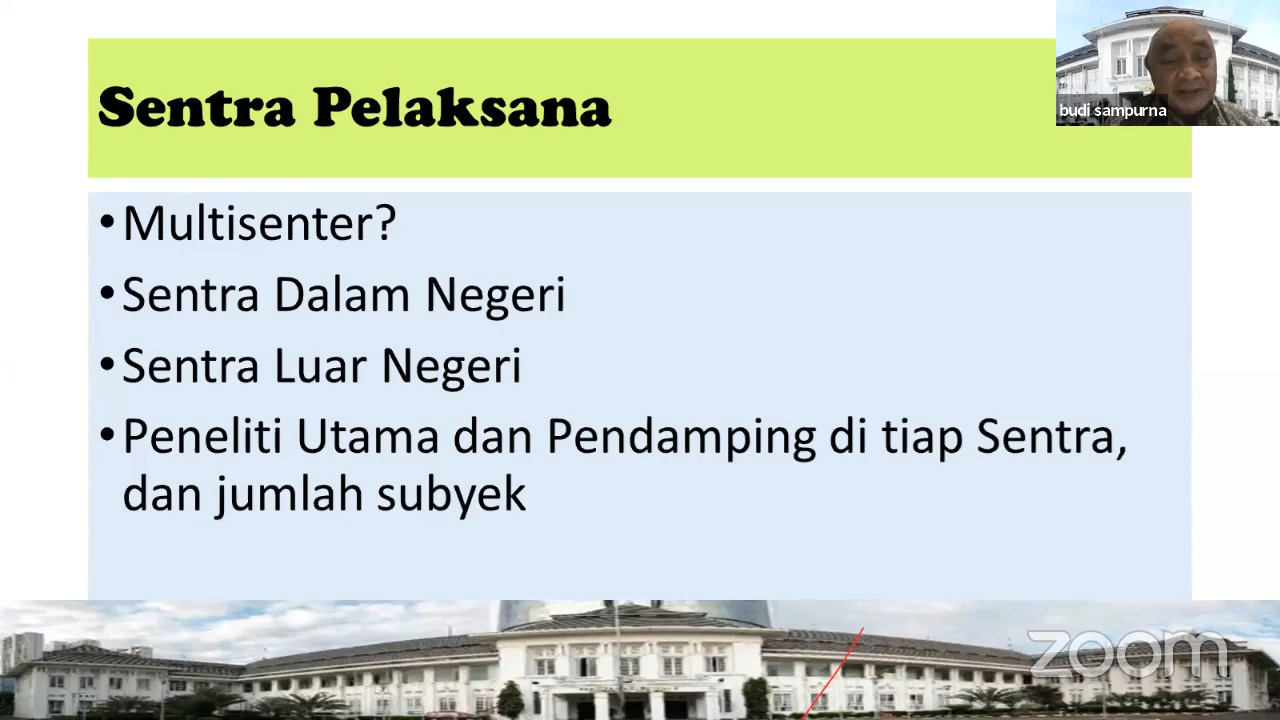 Sentra Pelaksana
budi sampurna
•Multisenter?
•Sentra Dalam Negeri
•Sentra Luar Negeri
•Peneliti Utama dan Pendamping di tiap Sentra,
dan jumlah subyek
zoom